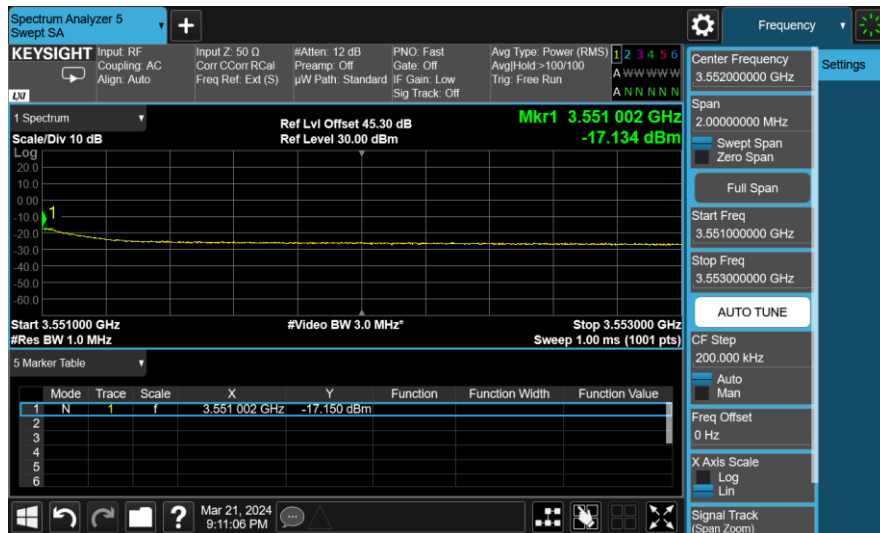 Spectrum Analyzer 5
Swept SA
+
Frequency
KEYSIGHT
LXI
Input: RF
Coupling: AC
Align: Auto
Input Z: 50 Ω
Corr CCorr RCal
Freq Ref: Ext (S)
#Atten: 12 dB
Preamp: Off
µW Path: Standard
PNO: Fast
Gate: Off
IF Gain: Low
Sig Track: Off
Avg Type: Power (RMS)
Avg|Hold:>100/100
Trig: Free Run
1 2 3 4 5 6
A W W W W W
A N N N N N
1 Spectrum
Scale/Div 10 dB
Ref Lvl Offset 45.30 dB
Ref Level 30.00 dBm
Mkr1 3.551 002 GHz
-17.134 dBm
Log
20.0
10.0
0.00
-10.0
-20.0
-30.0
-40.0
-50.0
-60.0
1
Start 3.551000 GHz
#Res BW 1.0 MHz
#Video BW 3.0 MHz*
Stop 3.553000 GHz
Sweep 1.00 ms (1001 pts)
5 Marker Table
Mode Trace Scale X Y Function Function Width Function Value
1 N 1 f 3.551 002 GHz -17.150 dBm
2
3
4
5
6
Mar 21, 2024
9:11:06 PM
?
Center Frequency
3.552000000 GHz
Settings
Span
2.00000000 MHz
Swept Span
Zero Span
Full Span
Start Freq
3.551000000 GHz
Stop Freq
3.553000000 GHz
AUTO TUNE
CF Step
200.000 kHz
Auto
Man
Freq Offset
0 Hz
X Axis Scale
Log
Lin
Signal Track
(Span Zoom)